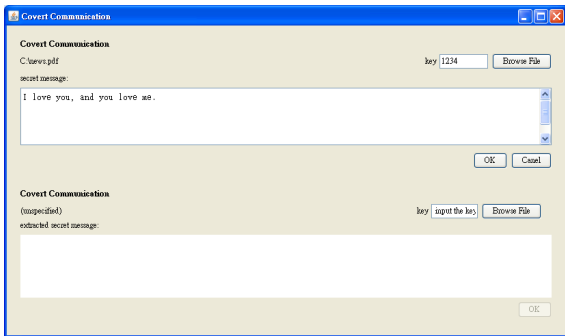 Covert Communication
Covert Communication
C:\news.pdf key 1234 Browse File
secret message:
I love you, and you love me.
OK Canel
Covert Communication
(unspecified) key input the key Browse File
extracted secret message:
OK